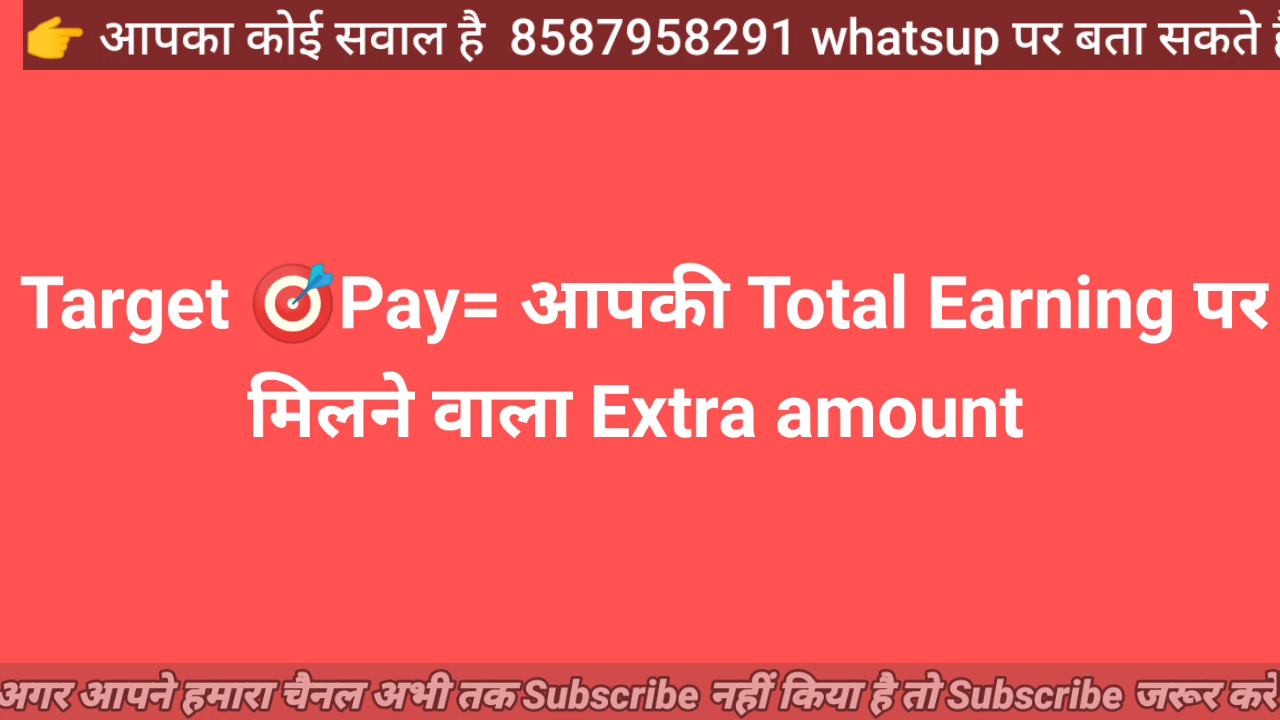 👉 आपका कोई सवाल है 8587958291 whatsup पर बता सकते है
Target 🎯Pay= आपकी Total Earning पर
मिलने वाला Extra amount
अगर आपने हमारा चैनल अभी तक Subscribe नहीं किया है तो Subscribe जरूर करे